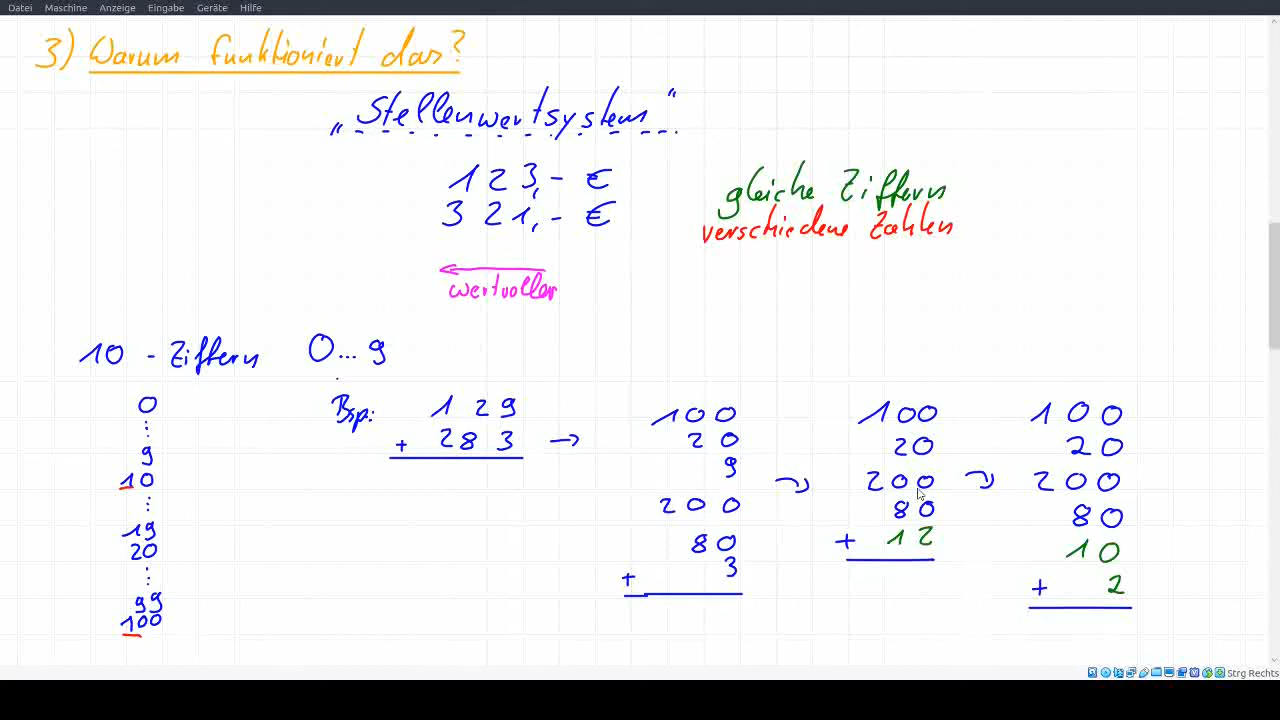 Datei Maschine Anzeige Eingabe Geräte Hilfe
3) Warum funktioniert das?
„Stellenwertsystem“
123,- €
321,- €
gleiche Ziffern
verschiedene Zahlen
wertvoller
10 - Ziffern 0...9
0
...
9
10
...
19
20
...
99
100
Bsp: 129
+ 283 →
100
20
9
200
80
+ 3
100
20
200
80
+ 12
100
20
200
80
10
+ 2
Strg Rechts